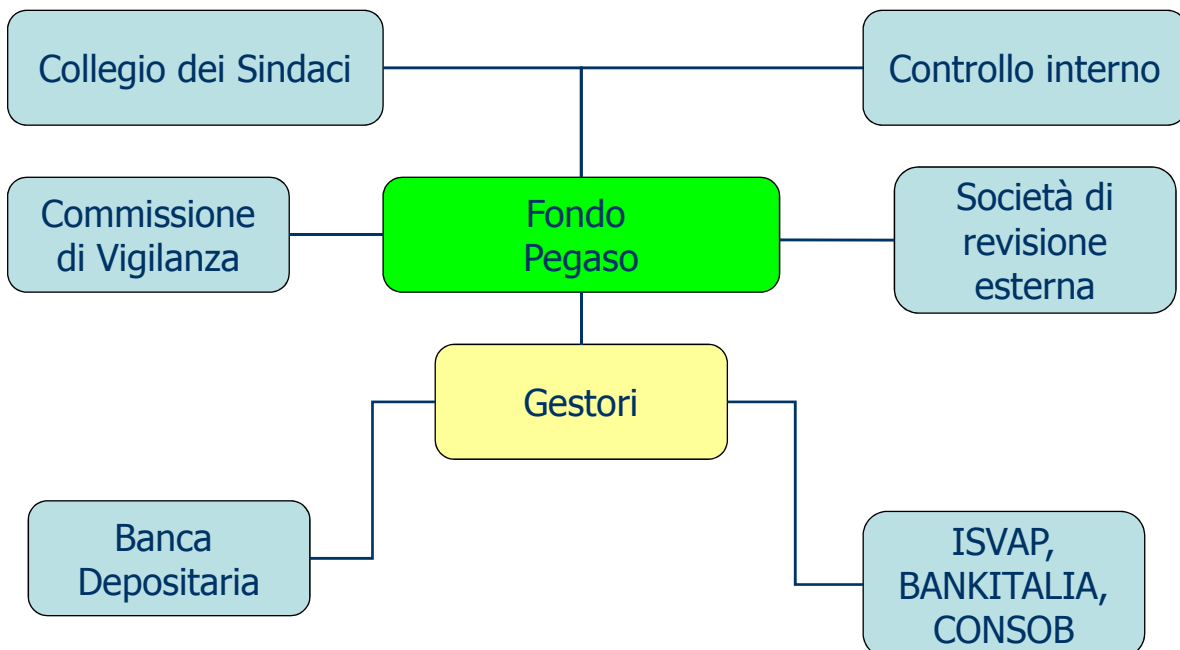 Collegio dei Sindaci
Controllo interno
Commissione
di Vigilanza
Fondo
Pegaso
Società di
revisione
esterna
Gestori
Banca
Depositaria
ISVAP,
BANKITALIA,
CONSOB